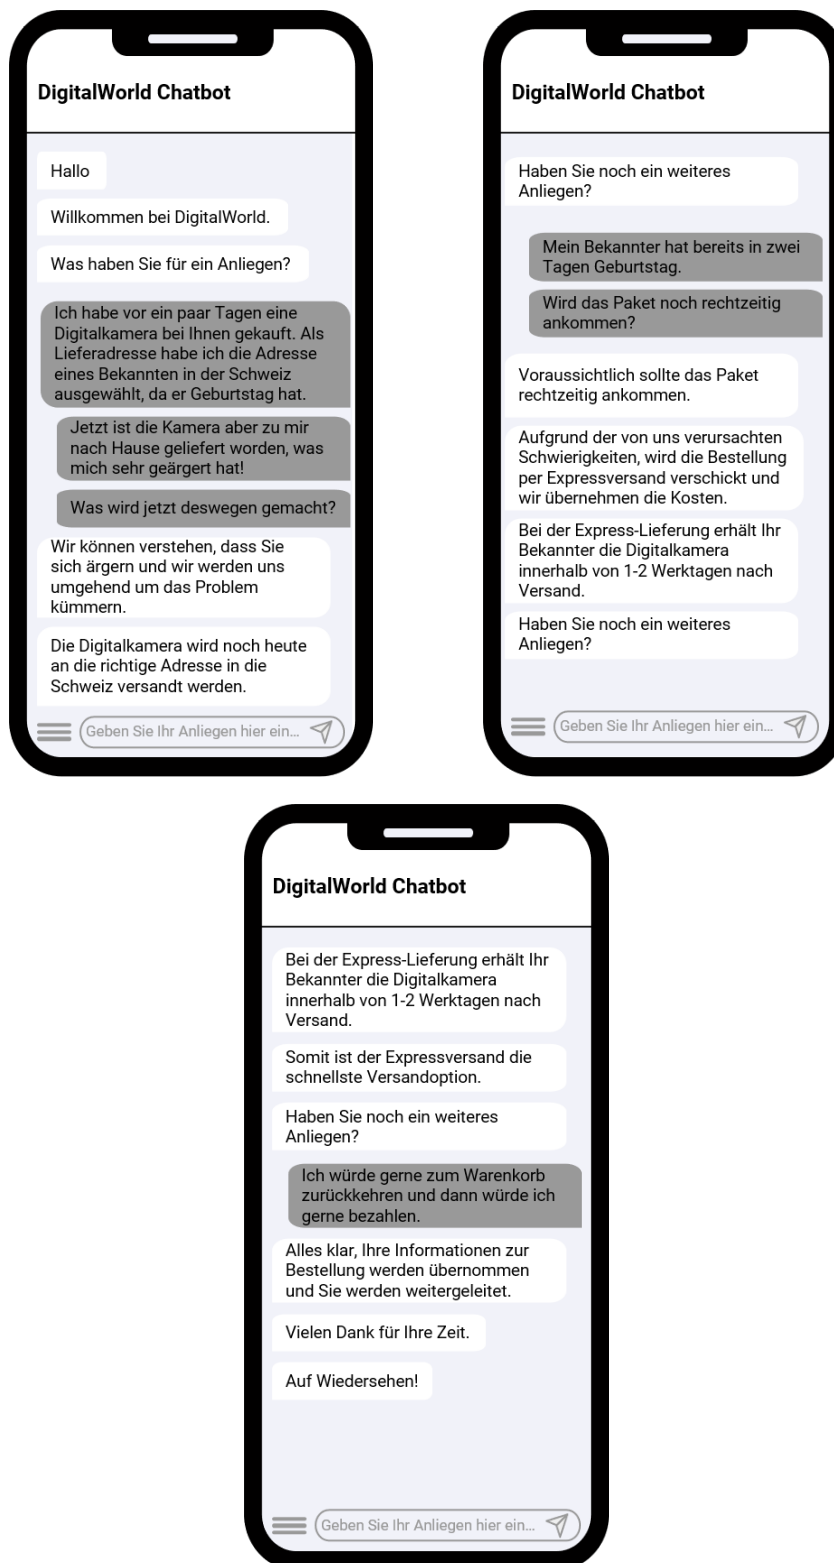 DigitalWorld Chatbot
Hallo
Willkommen bei DigitalWorld.
Was haben Sie für ein Anliegen?
Ich habe vor ein paar Tagen eine
Digitalkamera bei Ihnen gekauft. Als
Lieferadresse habe ich die Adresse
eines Bekannten in der Schweiz
ausgewählt, da er Geburtstag hat.
Jetzt ist die Kamera aber zu mir
nach Hause geliefert worden, was
mich sehr geärgert hat!
Was wird jetzt deswegen gemacht?
Wir können verstehen, dass Sie
sich ärgern und wir werden uns
umgehend um das Problem
kümmern.
Die Digitalkamera wird noch heute
an die richtige Adresse in die
Schweiz versandt werden.
Geben Sie Ihr Anliegen hier ein...
DigitalWorld Chatbot
Haben Sie noch ein weiteres
Anliegen?
Mein Bekannter hat bereits in zwei
Tagen Geburtstag.
Wird das Paket noch rechtzeitig
ankommen?
Voraussichtlich sollte das Paket
rechtzeitig ankommen.
Aufgrund der von uns verursachten
Schwierigkeiten, wird die Bestellung
per Expressversand verschickt und
wir übernehmen die Kosten.
Bei der Express-Lieferung erhält Ihr
Bekannter die Digitalkamera
innerhalb von 1-2 Werktagen nach
Versand.
Haben Sie noch ein weiteres
Anliegen?
Geben Sie Ihr Anliegen hier ein...
DigitalWorld Chatbot
Bei der Express-Lieferung erhält Ihr
Bekannter die Digitalkamera
innerhalb von 1-2 Werktagen nach
Versand.
Somit ist der Expressversand die
schnellste Versandoption.
Haben Sie noch ein weiteres
Anliegen?
Ich würde gerne zum Warenkorb
zurückkehren und dann würde ich
gerne bezahlen.
Alles klar, Ihre Informationen zur
Bestellung werden übernommen
und Sie werden weitergeleitet.
Vielen Dank für Ihre Zeit.
Auf Wiedersehen!
Geben Sie Ihr Anliegen hier ein...